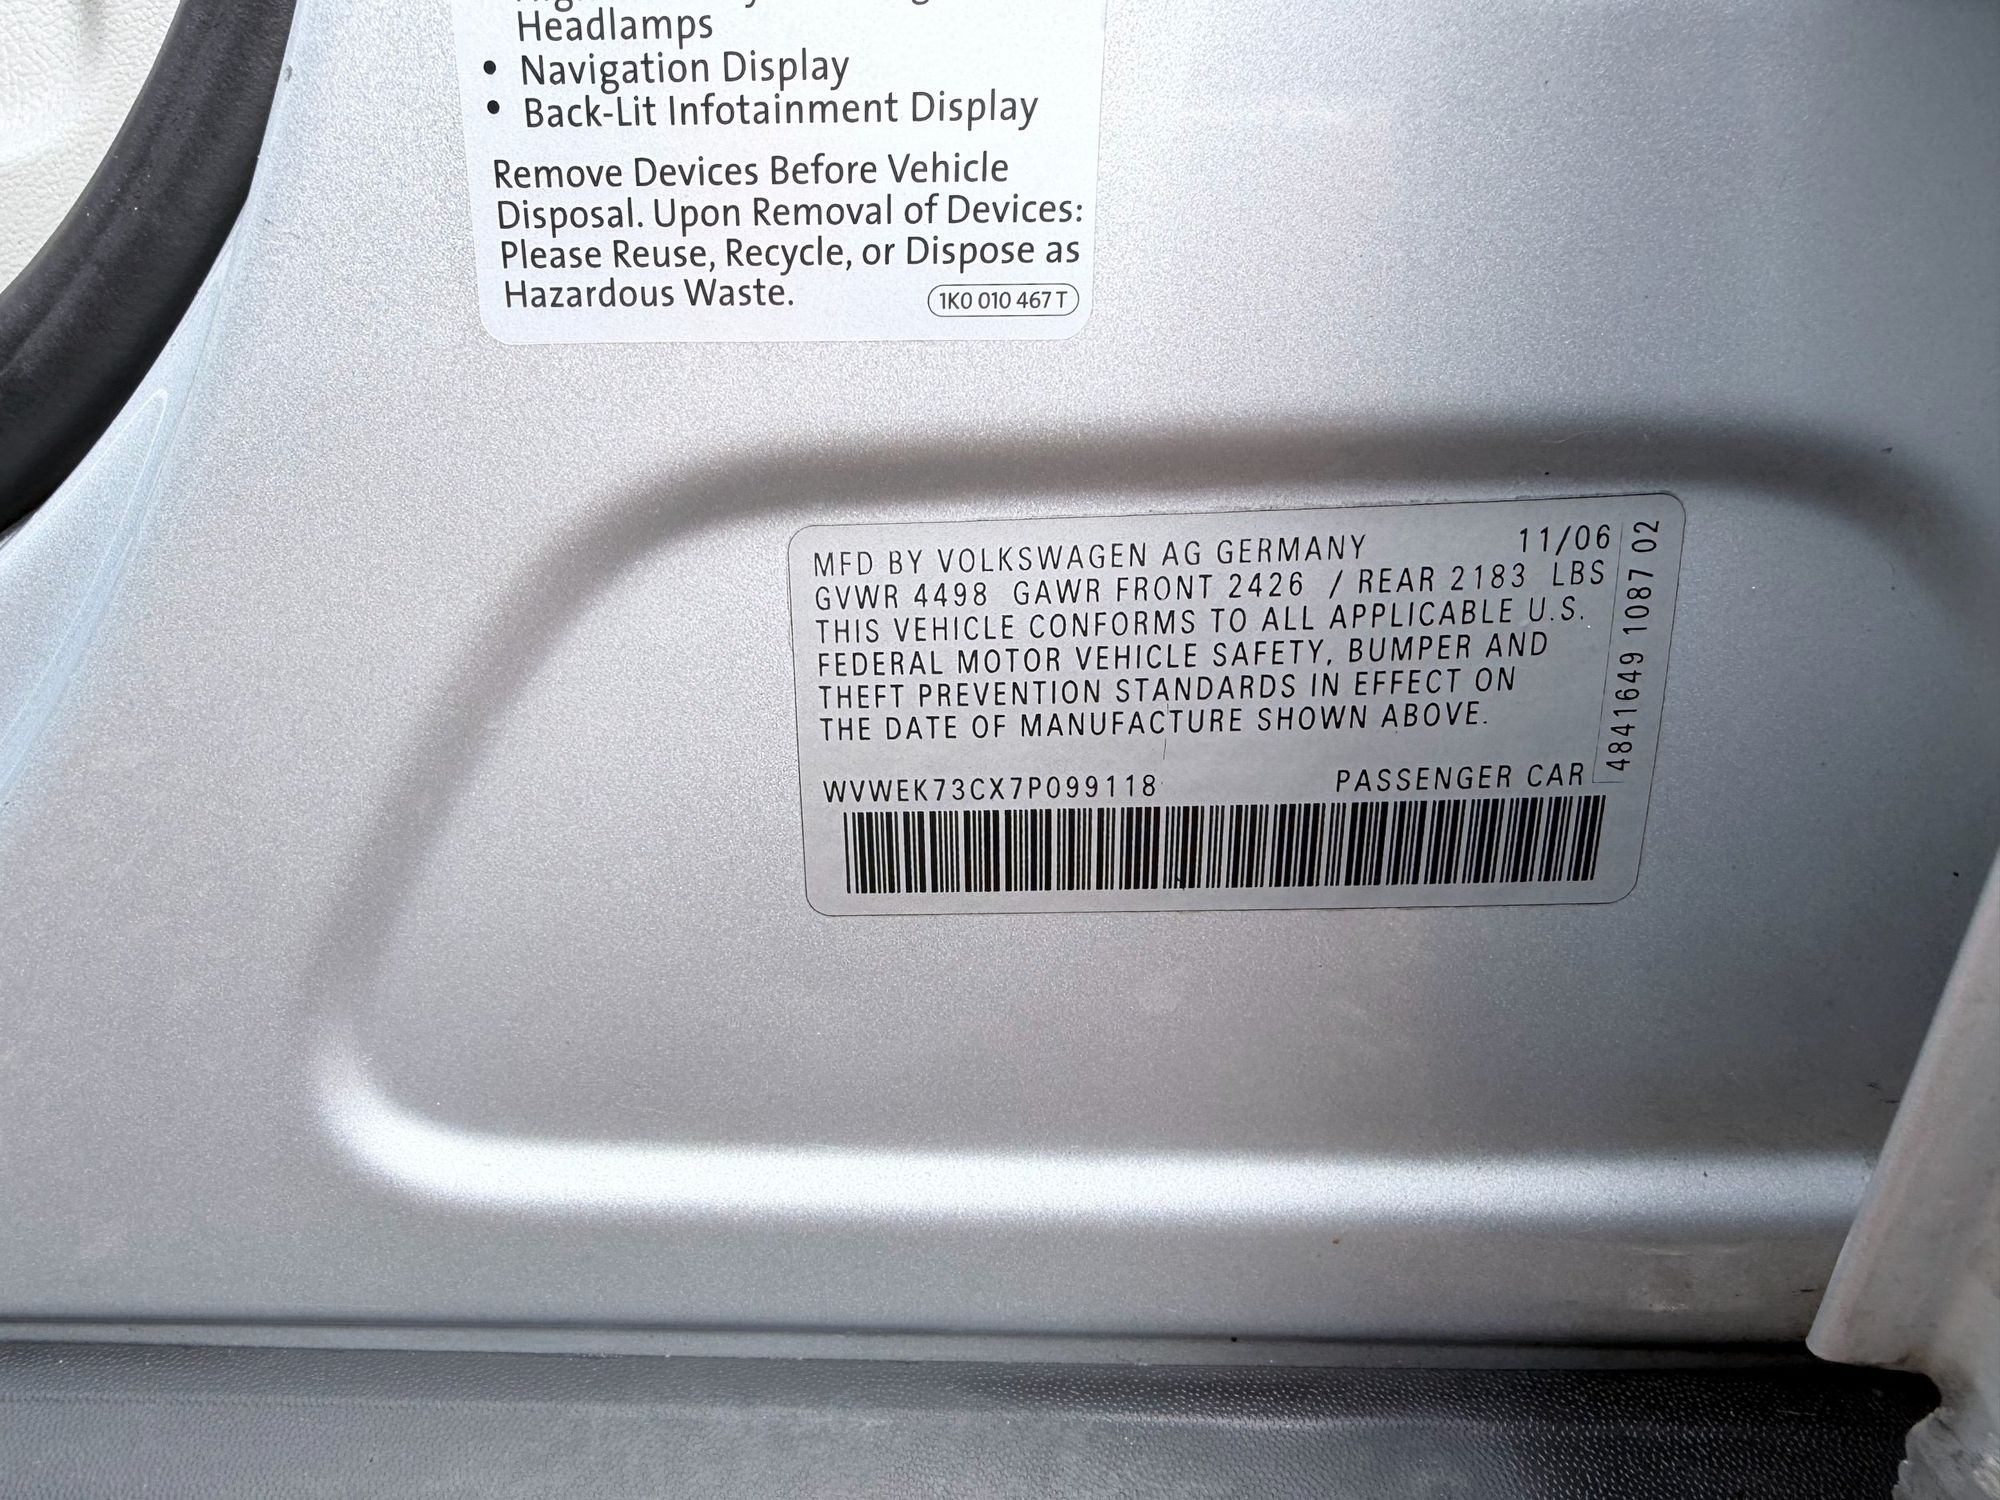 Headlamps
• Navigation Display
• Back-Lit Infotainment Display
Remove Devices Before Vehicle
Disposal. Upon Removal of Devices:
Please Reuse, Recycle, or Dispose as
Hazardous Waste.
1K0 010 467 T
MFD BY VOLKSWAGEN AG GERMANY 11/06
GVWR 4498 GAWR FRONT 2426 / REAR 2183 LBS
THIS VEHICLE CONFORMS TO ALL APPLICABLE U.S.
FEDERAL MOTOR VEHICLE SAFETY, BUMPER AND
THEFT PREVENTION STANDARDS IN EFFECT ON
THE DATE OF MANUFACTURE SHOWN ABOVE.
WVWEK73CX7P099118 PASSENGER CAR
4841649 1087 02